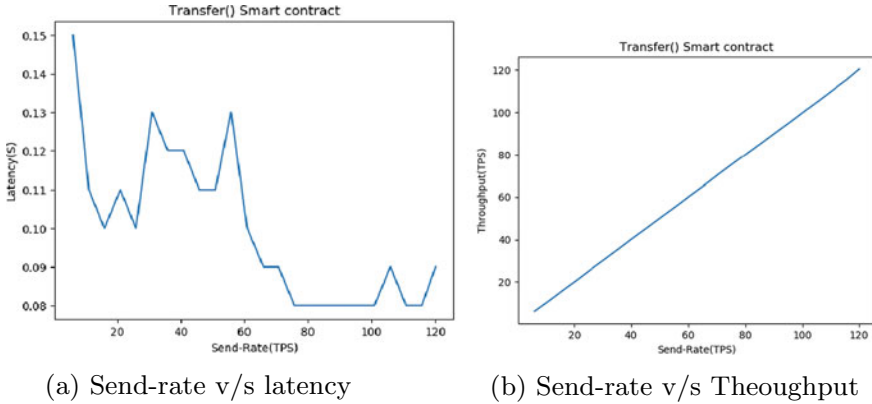 Transfer() Smart contract
0.15
0.14
0.13
0.12
0.11
0.10
0.09
0.08
Latency(S)
20 40 60 80 100 120
Send-Rate(TPS)
(a) Send-rate v/s latency
Transfer() Smart contract
120
100
80
60
40
20
Throughput(TPS)
20 40 60 80 100 120
Send-Rate(TPS)
(b) Send-rate v/s Theoughput